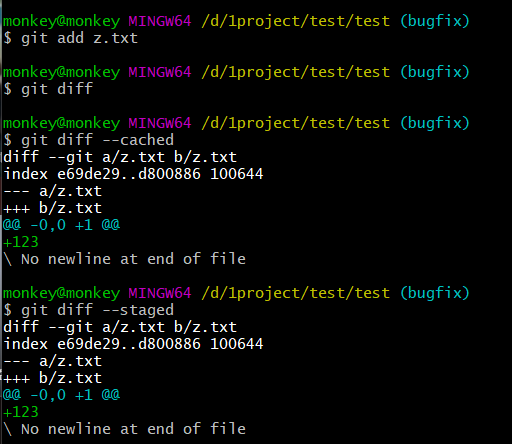 monkey@monkey MINGW64 /d/1project/test/test (bugfix)
$ git add z.txt
monkey@monkey MINGW64 /d/1project/test/test (bugfix)
$ git diff
monkey@monkey MINGW64 /d/1project/test/test (bugfix)
$ git diff --cached
diff --git a/z.txt b/z.txt
index e69de29..d800886 100644
--- a/z.txt
+++ b/z.txt
@@ -0,0 +1 @@
+123
\ No newline at end of file
monkey@monkey MINGW64 /d/1project/test/test (bugfix)
$ git diff --staged
diff --git a/z.txt b/z.txt
index e69de29..d800886 100644
--- a/z.txt
+++ b/z.txt
@@ -0,0 +1 @@
+123
\ No newline at end of file